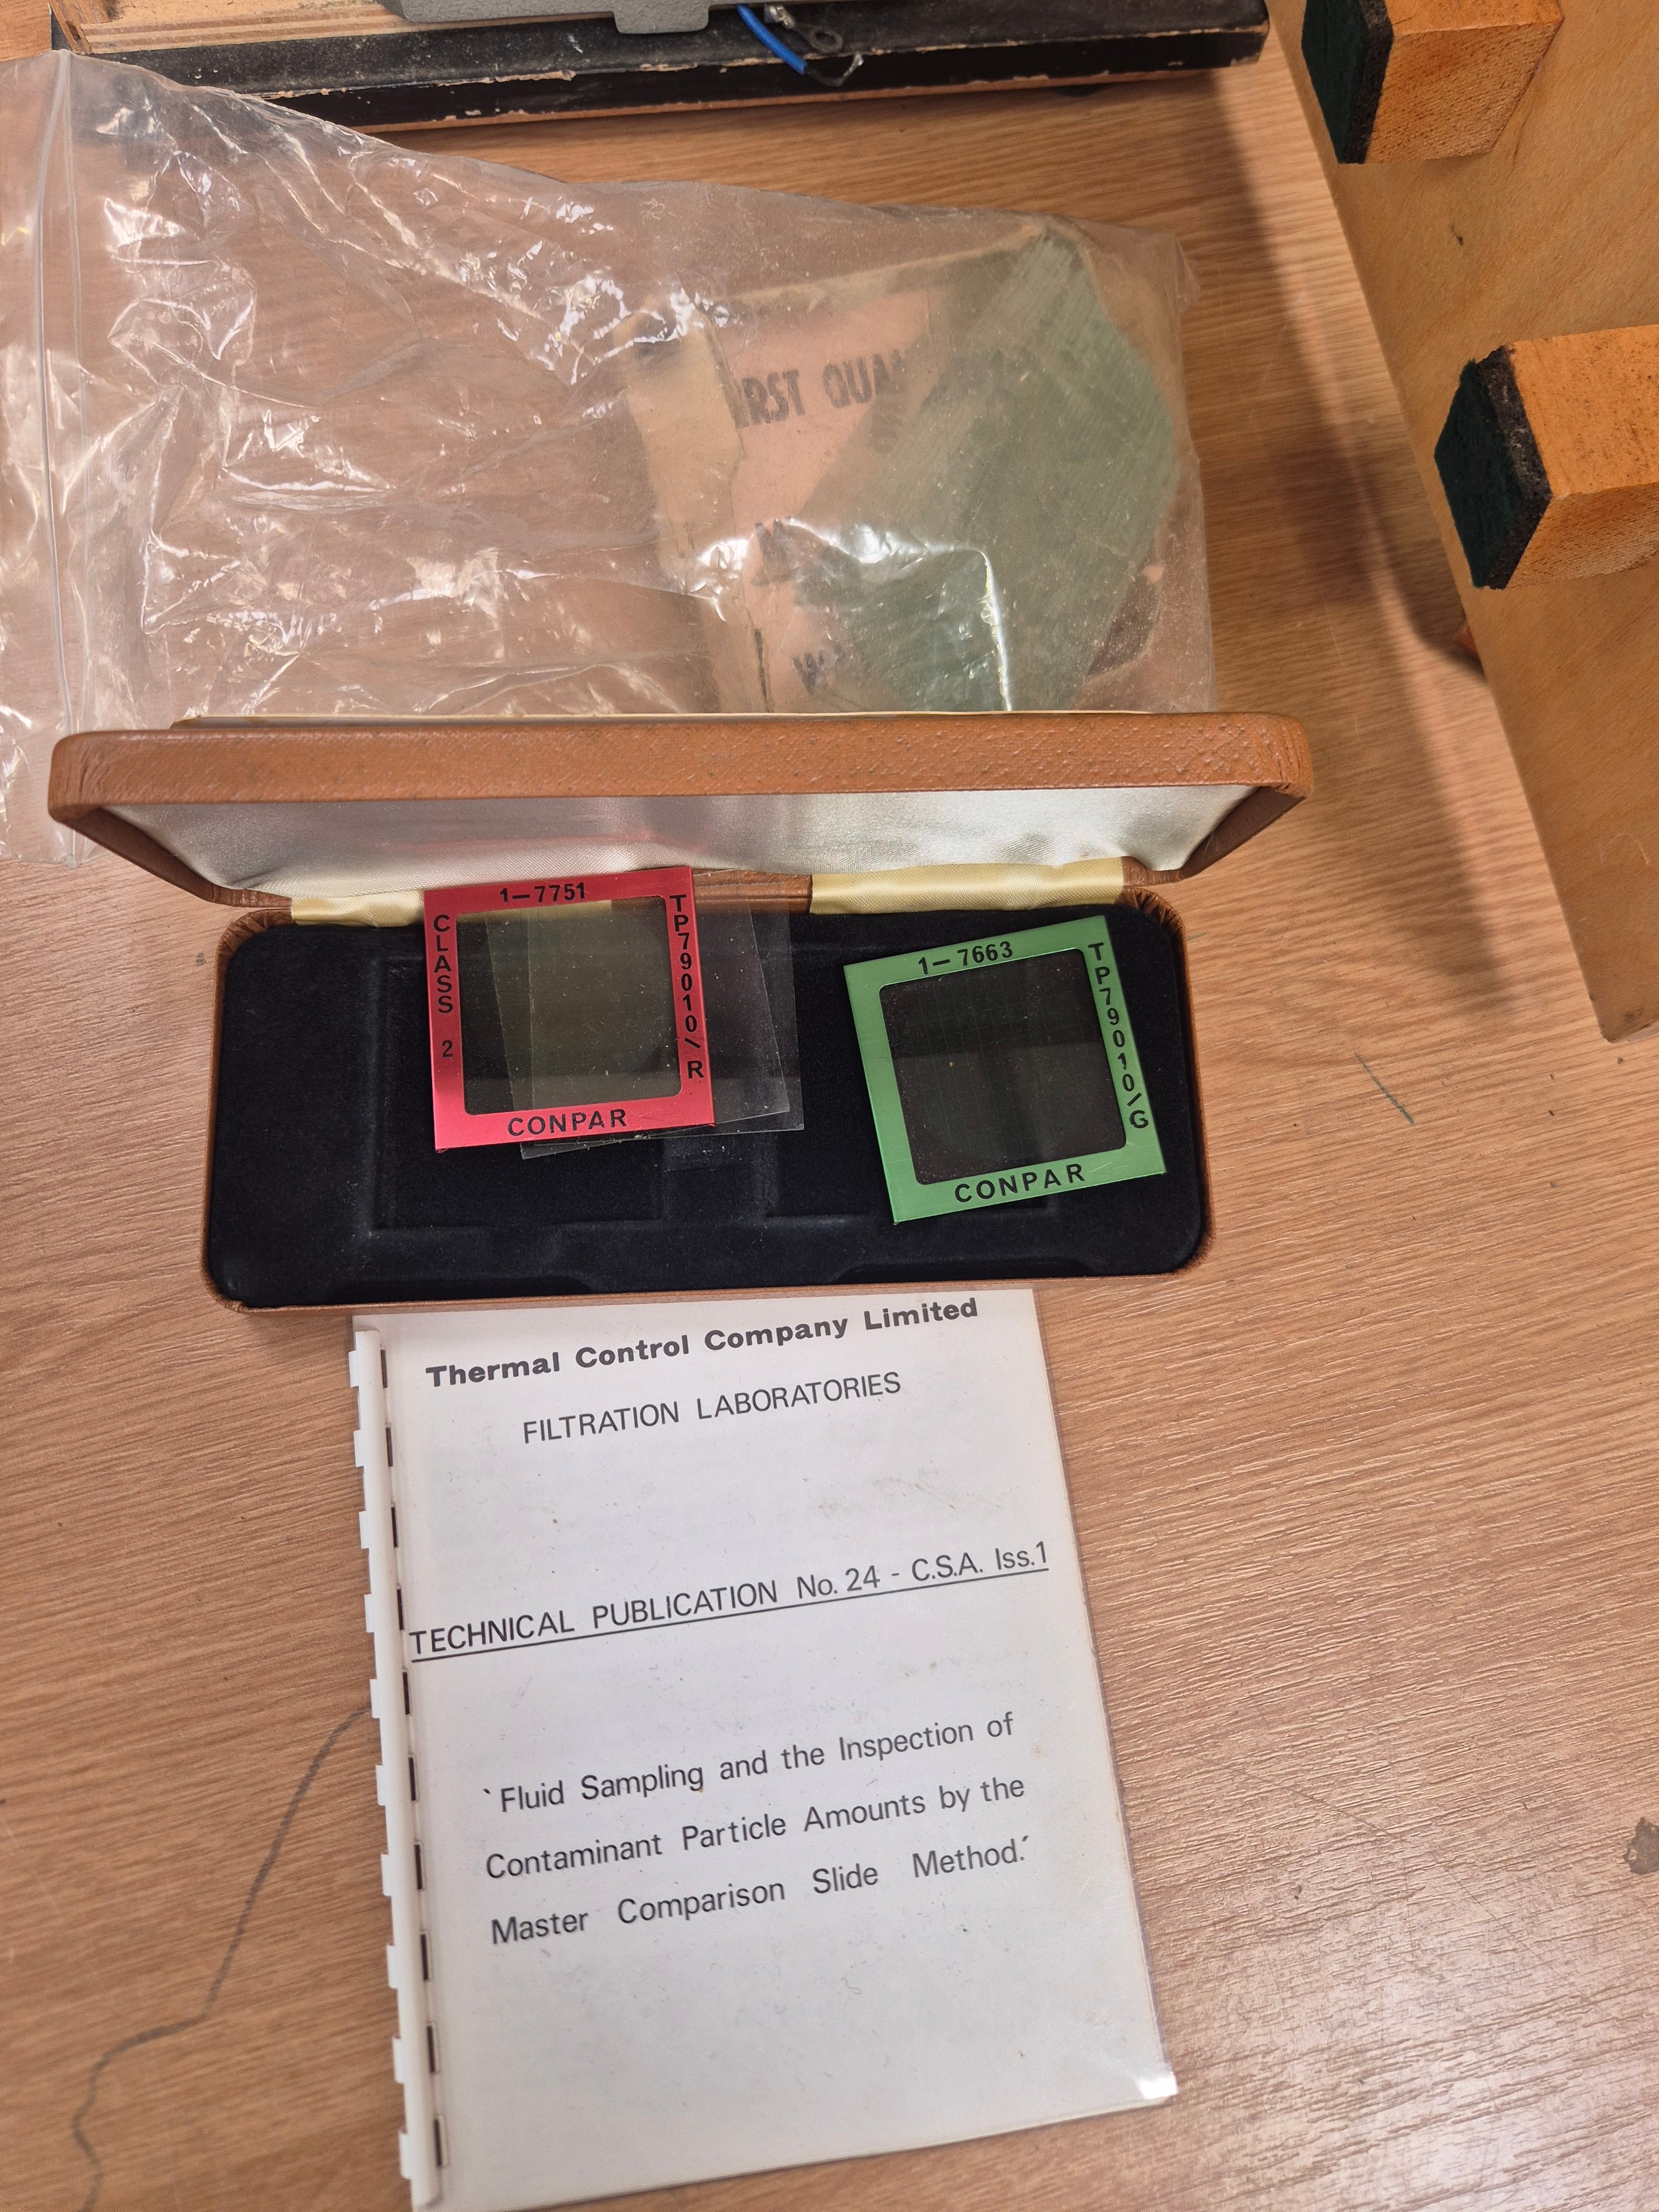 RST QUA
1-7751
CLASS 2
TP79010/R
CONPAR
1-7663
TP79010/G
CONPAR
Thermal Control Company Limited
FILTRATION LABORATORIES
TECHNICAL PUBLICATION No. 24 - C.S.A. Iss.1
`Fluid Sampling and the Inspection of
Contaminant Particle Amounts by the
Master Comparison Slide Method.´